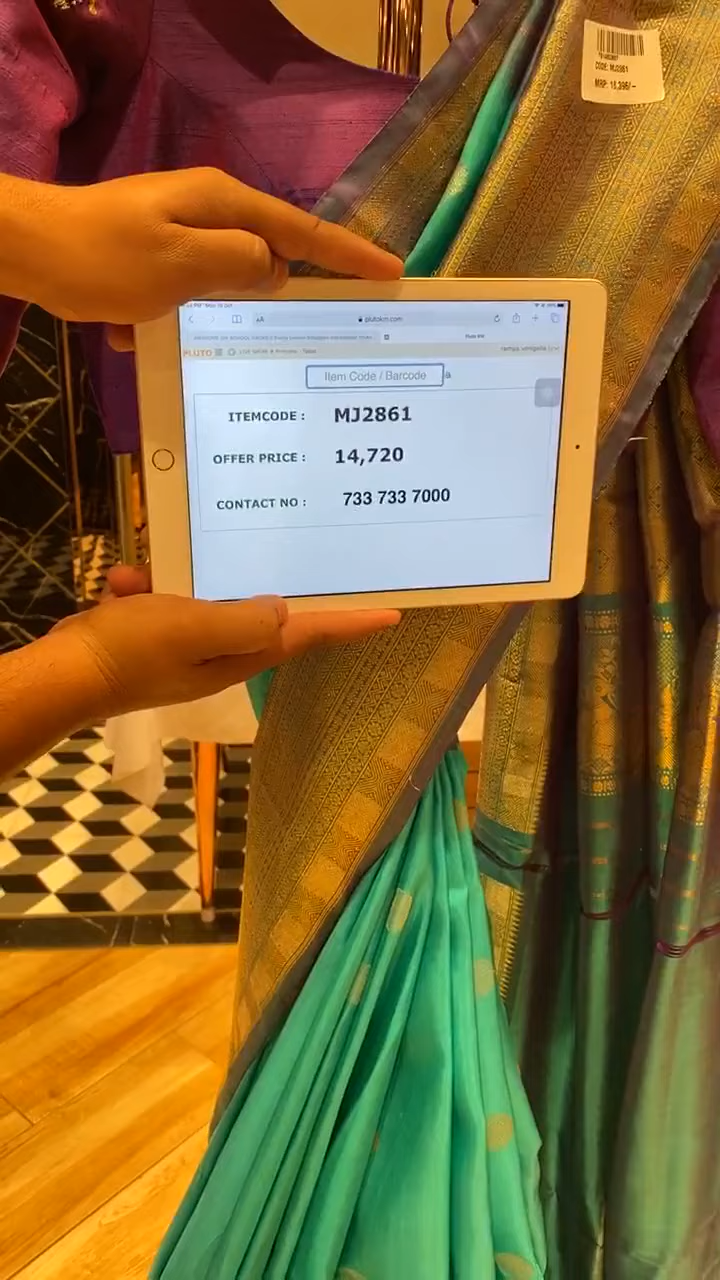 CODE: MJ2861
MRP: 18,395/-
plutokm.com
PLUTO
Item Code / Barcode
ITEMCODE : MJ2861
OFFER PRICE : 14,720
CONTACT NO : 733 733 7000